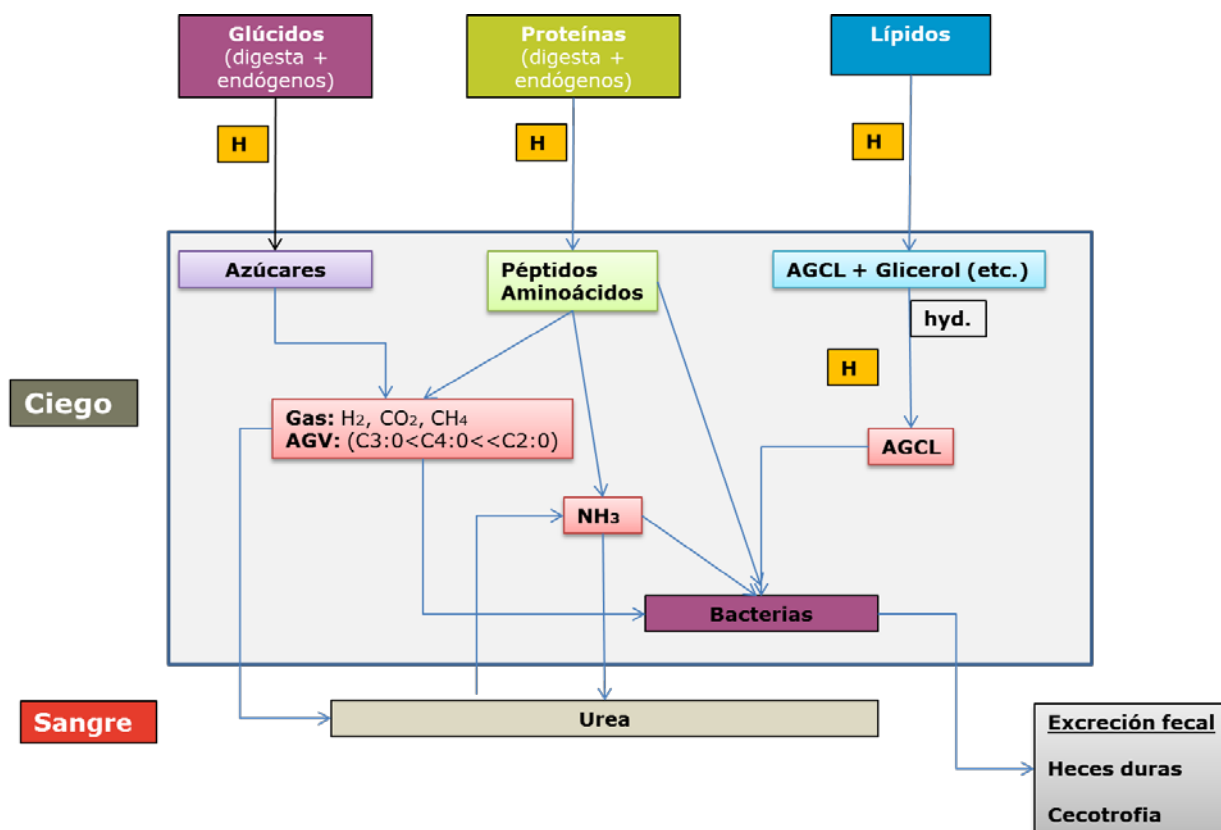 Glúcidos
(digesta +
endógenos)
Proteínas
(digesta +
endógenos)
Lípidos
H
H
H
Azúcares
Péptidos
Aminoácidos
AGCL + Glicerol (etc.)
hyd.
H
Ciego
Gas: H₂, CO₂, CH₄
AGV: (C3:0<C4:0<<C2:0)
AGCL
NH₃
Bacterias
Sangre
Urea
Excreción fecal
Heces duras
Cecotrofia